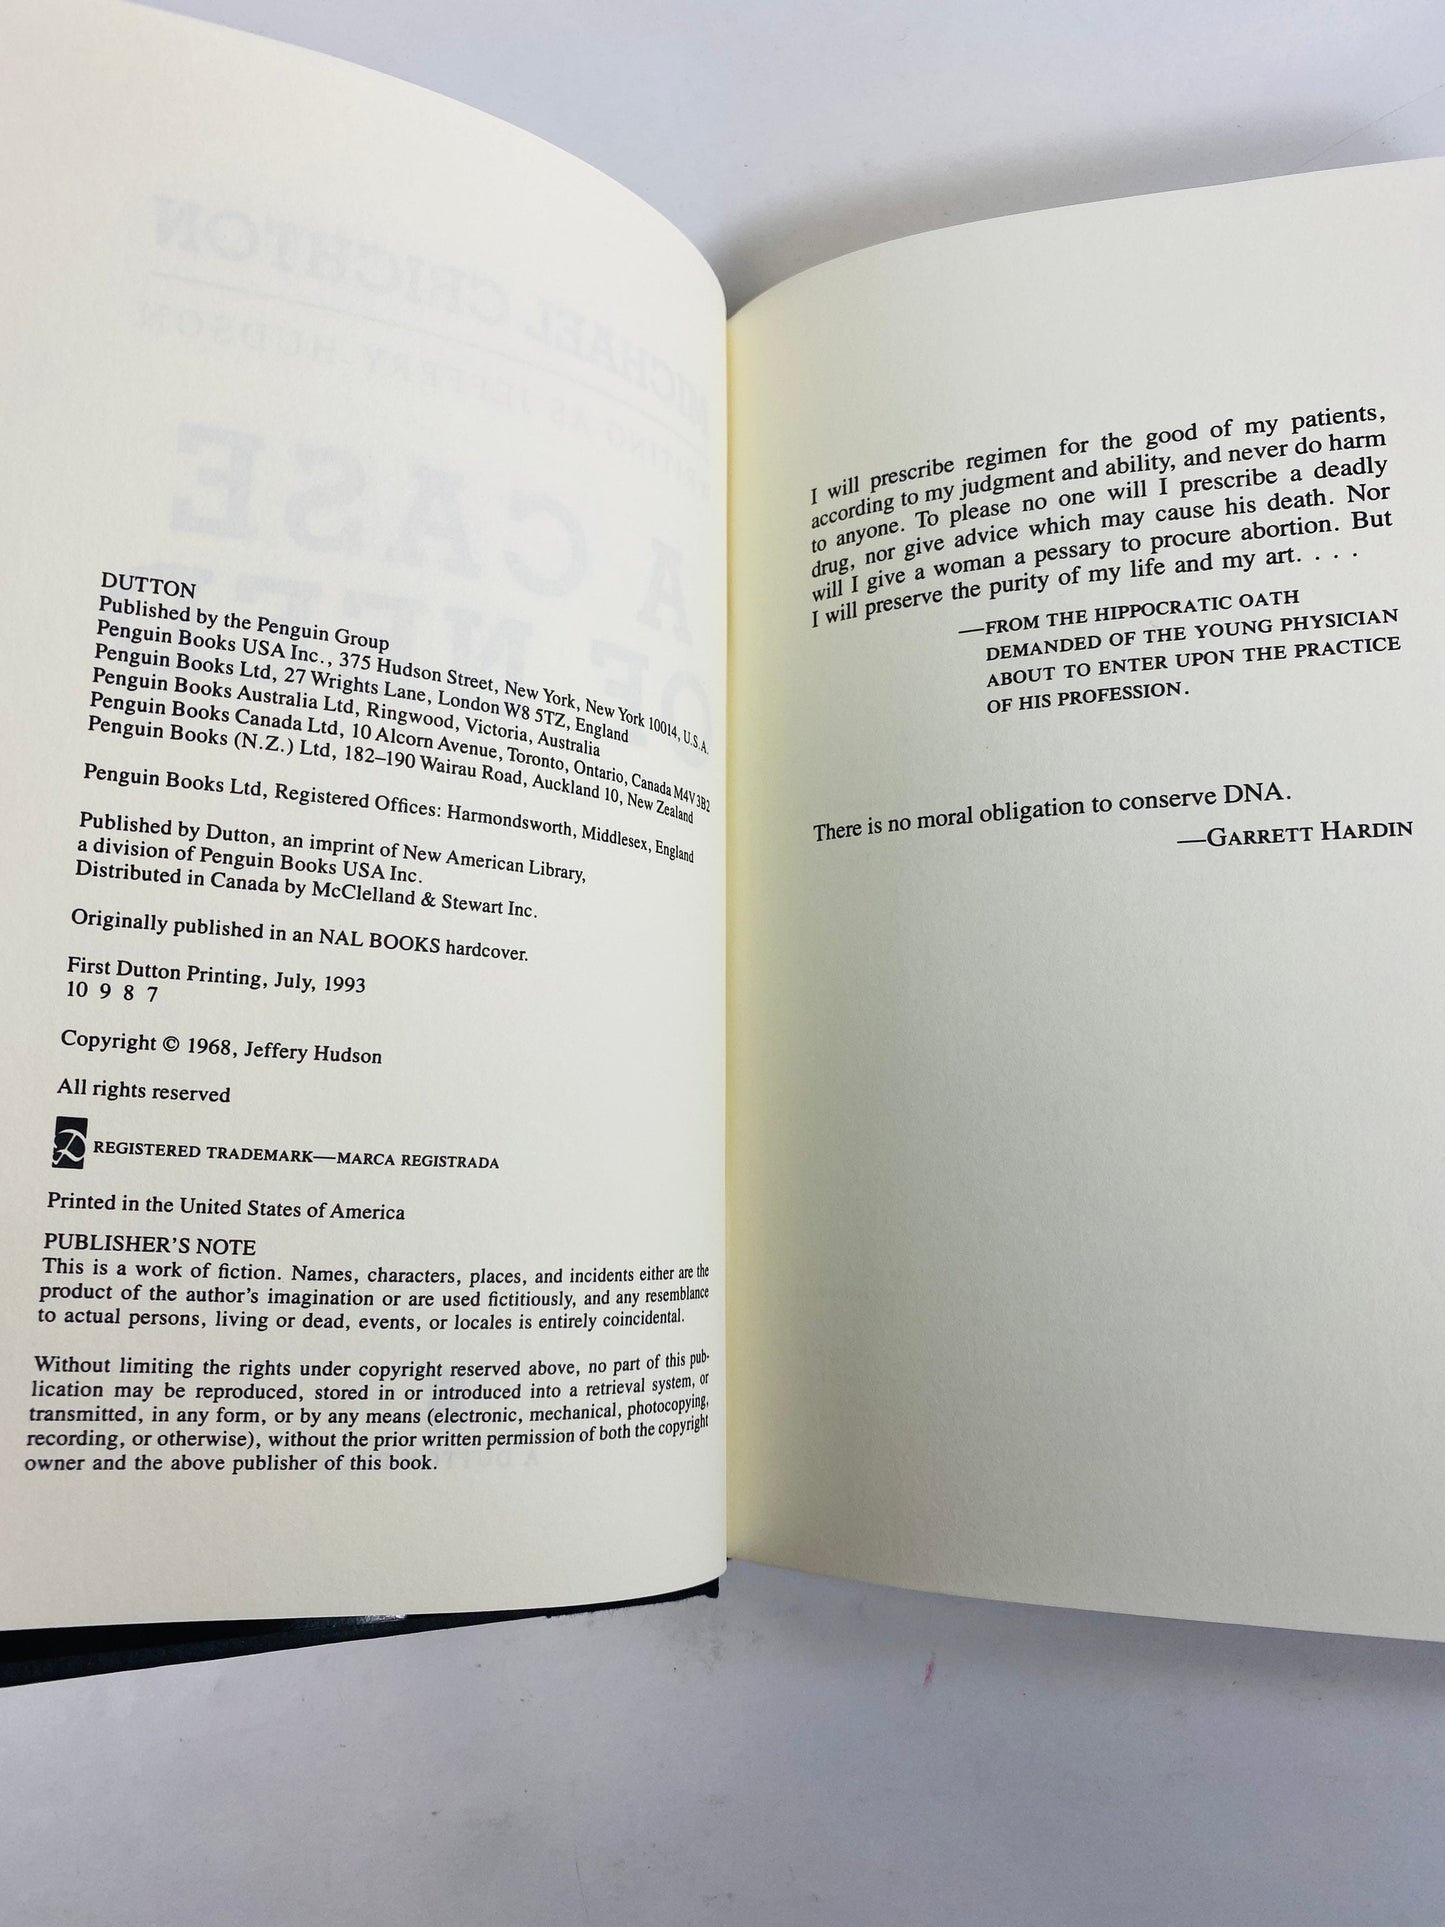 DUTTON
Published by the Penguin Group
Penguin Books USA Inc., 375 Hudson Street, New York, New York 10014, U.S.A.
Penguin Books Ltd, 27 Wrights Lane, London W8 5TZ, England
Penguin Books Australia Ltd, Ringwood, Victoria, Australia
Penguin Books Canada Ltd, 10 Alcorn Avenue, Toronto, Ontario, Canada M4V 3B2
Penguin Books (N.Z.) Ltd, 182–190 Wairau Road, Auckland 10, New Zealand
Penguin Books Ltd, Registered Offices: Harmondsworth, Middlesex, England
Published by Dutton, an imprint of New American Library,
a division of Penguin Books USA Inc.
Distributed in Canada by McClelland & Stewart Inc.
Originally published in an NAL BOOKS hardcover.
First Dutton Printing, July, 1993
10 9 8 7
Copyright © 1968, Jeffery Hudson
All rights reserved
REGISTERED TRADEMARK—MARCA REGISTRADA
Printed in the United States of America
PUBLISHER'S NOTE
This is a work of fiction. Names, characters, places, and incidents either are the
product of the author's imagination or are used fictitiously, and any resemblance
to actual persons, living or dead, events, or locales is entirely coincidental.
Without limiting the rights under copyright reserved above, no part of this pub-
lication may be reproduced, stored in or introduced into a retrieval system, or
transmitted, in any form, or by any means (electronic, mechanical, photocopying,
recording, or otherwise), without the prior written permission of both the copyright
owner and the above publisher of this book.
I will prescribe regimen for the good of my patients,
according to my judgment and ability, and never do harm
to anyone. To please no one will I prescribe a deadly
drug, nor give advice which may cause his death. Nor
will I give a woman a pessary to procure abortion. But
I will preserve the purity of my life and my art. . . .
—FROM THE HIPPOCRATIC OATH
DEMANDED OF THE YOUNG PHYSICIAN
ABOUT TO ENTER UPON THE PRACTICE
OF HIS PROFESSION.
There is no moral obligation to conserve DNA.
—GARRETT HARDIN